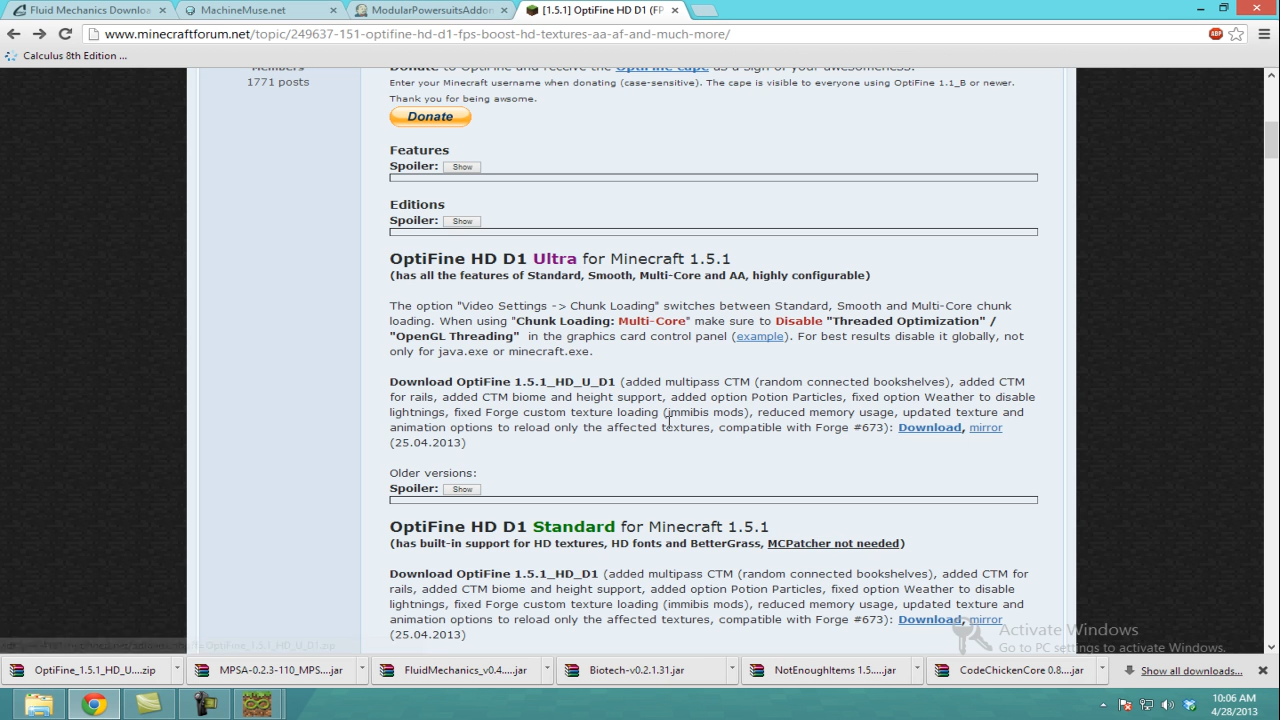 Fluid Mechanics Downloa
MachineMuse.net
ModularPowersuitsAddon
[1.5.1] OptiFine HD D1 (FP
www.minecraftforum.net/topic/249637-151-optifine-hd-d1-fps-boost-hd-textures-aa-af-and-much-more/
ABP
Calculus 8th Edition ...
Members
1771 posts
Donate to OptiFine and receive the OptiFine cape as a sign of your awesomeness.
Enter your Minecraft username when donating (case-sensitive). The cape is visible to everyone using OptiFine 1.1_B or newer.
Thank you for being awsome.
Donate
Features
Spoiler: Show
Editions
Spoiler: Show
OptiFine HD D1 Ultra for Minecraft 1.5.1
(has all the features of Standard, Smooth, Multi-Core and AA, highly configurable)
The option "Video Settings -> Chunk Loading" switches between Standard, Smooth and Multi-Core chunk
loading. When using "Chunk Loading: Multi-Core" make sure to Disable "Threaded Optimization" /
"OpenGL Threading" in the graphics card control panel (example). For best results disable it globally, not
only for java.exe or minecraft.exe.
Download OptiFine 1.5.1_HD_U_D1 (added multipass CTM (random connected bookshelves), added CTM
for rails, added CTM biome and height support, added option Potion Particles, fixed option Weather to disable
lightnings, fixed Forge custom texture loading (immibis mods), reduced memory usage, updated texture and
animation options to reload only the affected textures, compatible with Forge #673): Download, mirror
(25.04.2013)
Older versions:
Spoiler: Show
OptiFine HD D1 Standard for Minecraft 1.5.1
(has built-in support for HD textures, HD fonts and BetterGrass, MCPatcher not needed)
Download OptiFine 1.5.1_HD_D1 (added multipass CTM (random connected bookshelves), added CTM for
rails, added CTM biome and height support, added option Potion Particles, fixed option Weather to disable
lightnings, fixed Forge custom texture loading (immibis mods), reduced memory usage, updated texture and
animation options to reload only the affected textures, compatible with Forge #673): Download, mirror
(25.04.2013)
Activate Windows
Go to PC settings to activate Windows.
OptiFine_1.5.1_HD_U....zip
MPSA-0.2.3-110_MPS....jar
FluidMechanics_v0.4....jar
Biotech-v0.2.1.31.jar
NotEnoughItems 1.5....jar
CodeChickenCore 0.8....jar
Show all downloads...
10:06 AM
4/28/2013